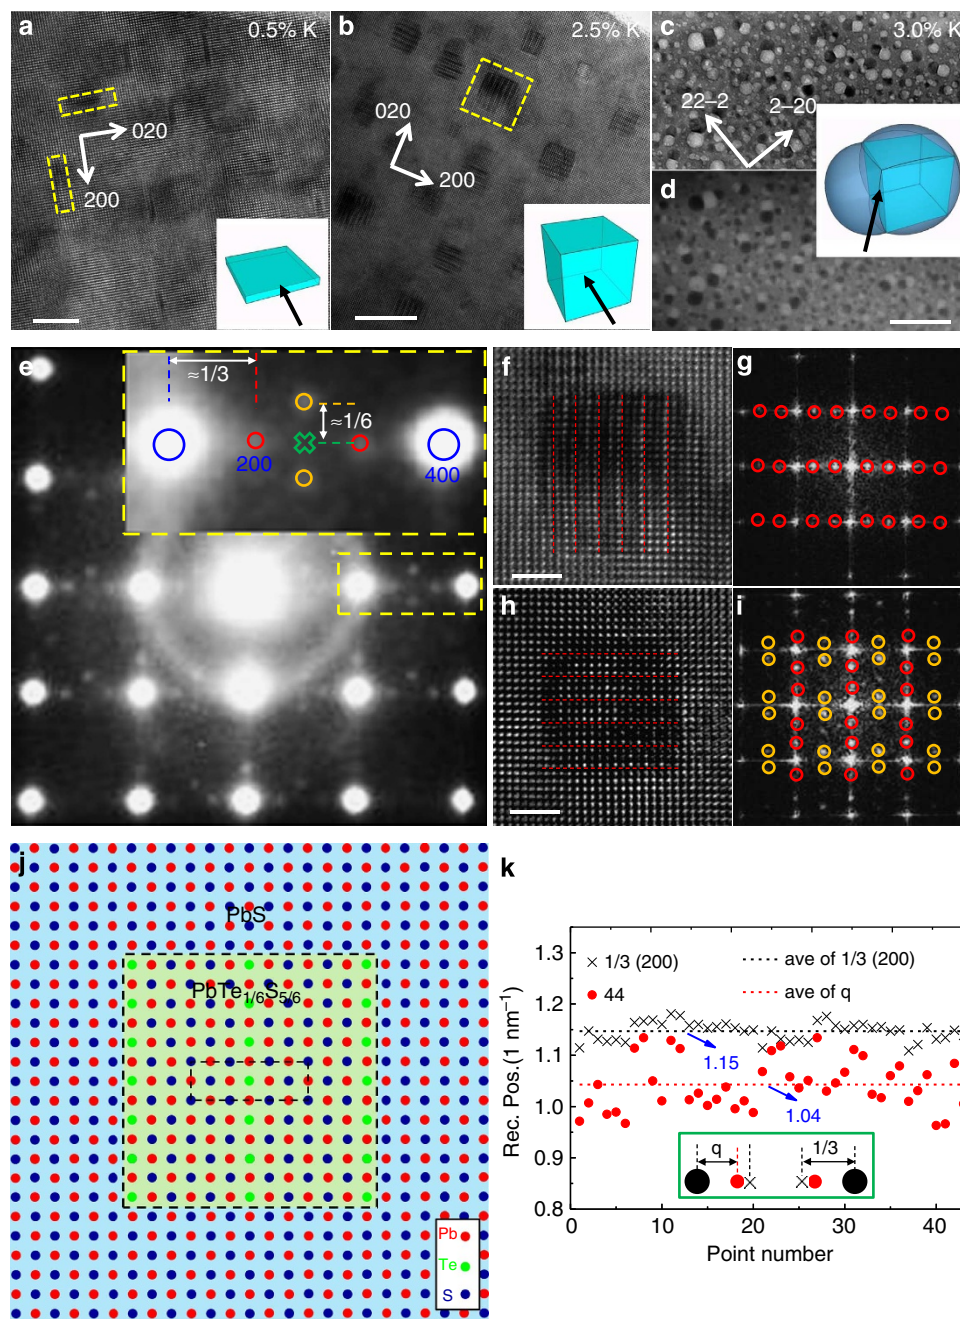 a
0.5% K
020
200
b
2.5% K
020
200
c
3.0% K
22–2
2–20
d
e
≈1/3
≈1/6
200
400
f
g
h
i
j
PbS
PbTe1/6S5/6
Pb
Te
S
k
1.35
1.3
1.2
1.1
1.0
0.9
0.8
Rec. Pos.(1 nm–1)
× 1/3 (200)
ave of 1/3 (200)
44
ave of q
1.15
1.04
q
1/3
0
10
20
30
40
Point number